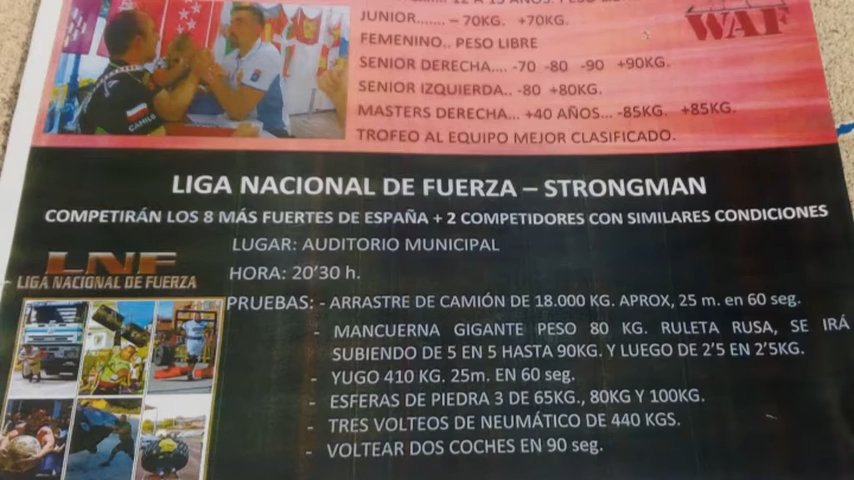 JUNIOR....... – 70KG. +70KG.
FEMENINO.. PESO LIBRE
SENIOR DERECHA.... -70 -80 -90 +90KG.
SENIOR IZQUIERDA.. -80 +80KG.
MASTERS DERECHA... +40 AÑOS... -85KG. +85KG.
TROFEO AL EQUIPO MEJOR CLASIFICADO.
WAF
CAMILO
LIGA NACIONAL DE FUERZA – STRONGMAN
COMPETIRÁN LOS 8 MÁS FUERTES DE ESPAÑA + 2 COMPETIDORES CON SIMILARES CONDICIONES
LUGAR: AUDITORIO MUNICIPAL
HORA: 20’30 h.
LNF
LIGA NACIONAL DE FUERZA
PRUEBAS: - ARRASTRE DE CAMIÓN DE 18.000 KG. APROX, 25 m. en 60 seg.
- MANCUERNA GIGANTE PESO 80 KG. RULETA RUSA, SE IRÁ
SUBIENDO DE 5 EN 5 HASTA 90KG. Y LUEGO DE 2’5 EN 2’5KG.
- YUGO 410 KG. 25m. EN 60 seg.
- ESFERAS DE PIEDRA 3 DE 65KG., 80KG Y 100KG.
- TRES VOLTEOS DE NEUMÁTICO DE 440 KGS.
- VOLTEAR DOS COCHES EN 90 seg.